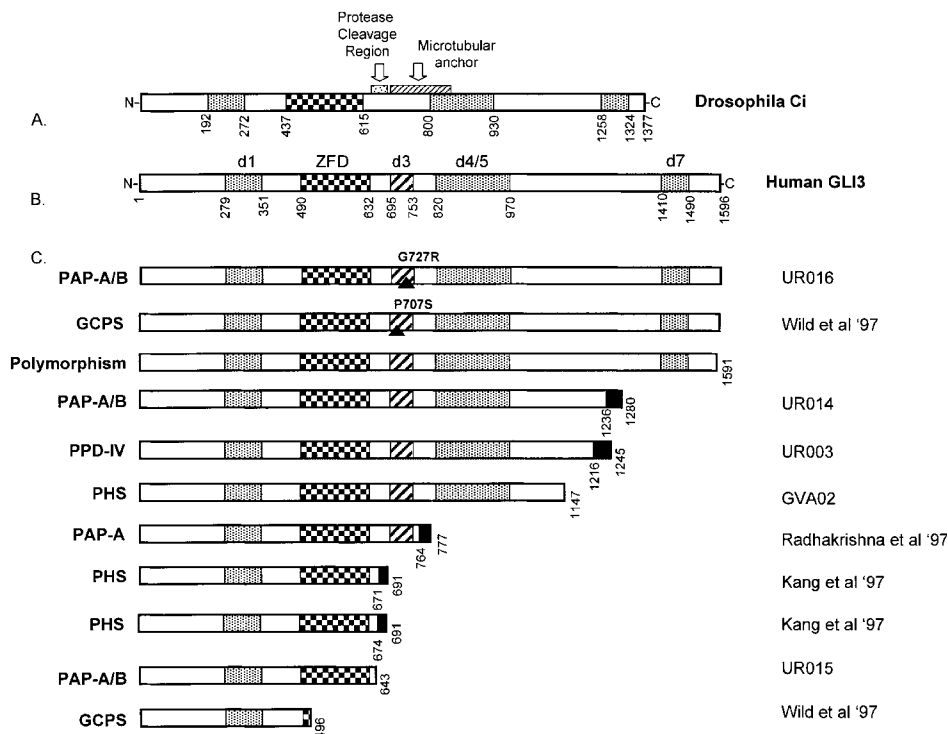 Protease
Cleavage
Region
Microtubular
anchor
N-
-C
Drosophila Ci
A.
192
272
437
615
800
930
1258
1324
1377
d1
ZFD
d3
d4/5
d7
N-
-C
Human GLI3
B.
1
279
351
490
632
695
753
820
970
1410
1490
1596
C.
G727R
PAP-A/B
UR016
P707S
GCPS
Wild et al '97
Polymorphism
1591
PAP-A/B
1236
1280
UR014
PPD-IV
1216
1245
UR003
PHS
1147
GVA02
PAP-A
764
777
Radhakrishna et al '97
PHS
671
691
Kang et al '97
PHS
674
691
Kang et al '97
PAP-A/B
643
UR015
GCPS
496
Wild et al '97